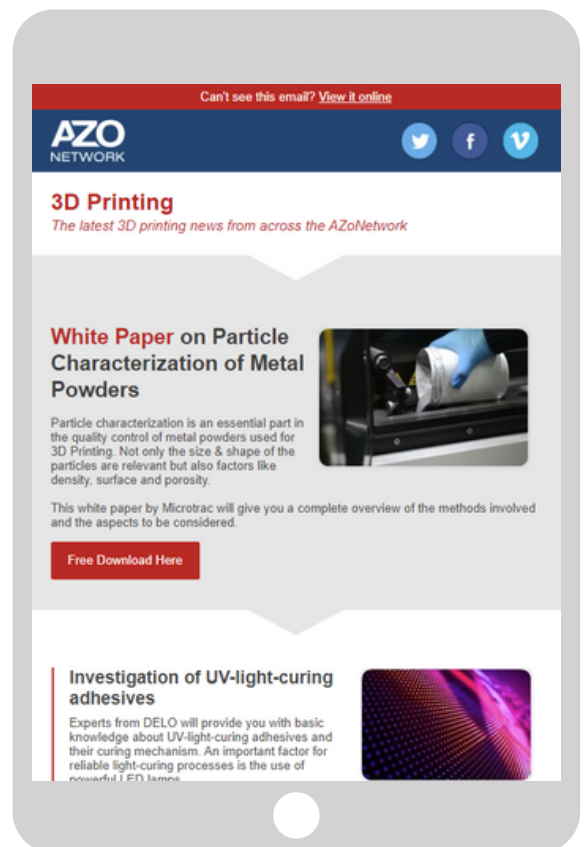 Can't see this email? View it online
AZO
NETWORK
f
3D Printing
The latest 3D printing news from across the AZoNetwork
White Paper on Particle
Characterization of Metal
Powders
Particle characterization is an essential part in
the quality control of metal powders used for
3D Printing. Not only the size & shape of the
particles are relevant but also factors like
density, surface and porosity.
This white paper by Microtrac will give you a complete overview of the methods involved
and the aspects to be considered.
Free Download Here
Investigation of UV-light-curing
adhesives
Experts from DELO will provide you with basic
knowledge about UV-light-curing adhesives and
their curing mechanism. An important factor for
reliable light-curing processes is the use of
powerful LED lamps